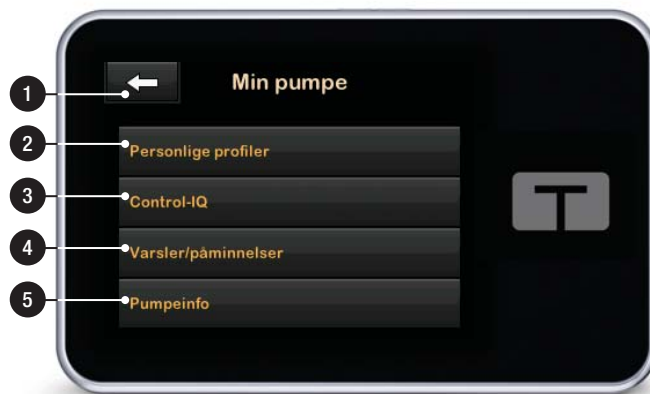 Min pumpe
1
2
Personlige profiler
3
Control-IQ
4
Varsler/påminnelser
5
Pumpeinfo